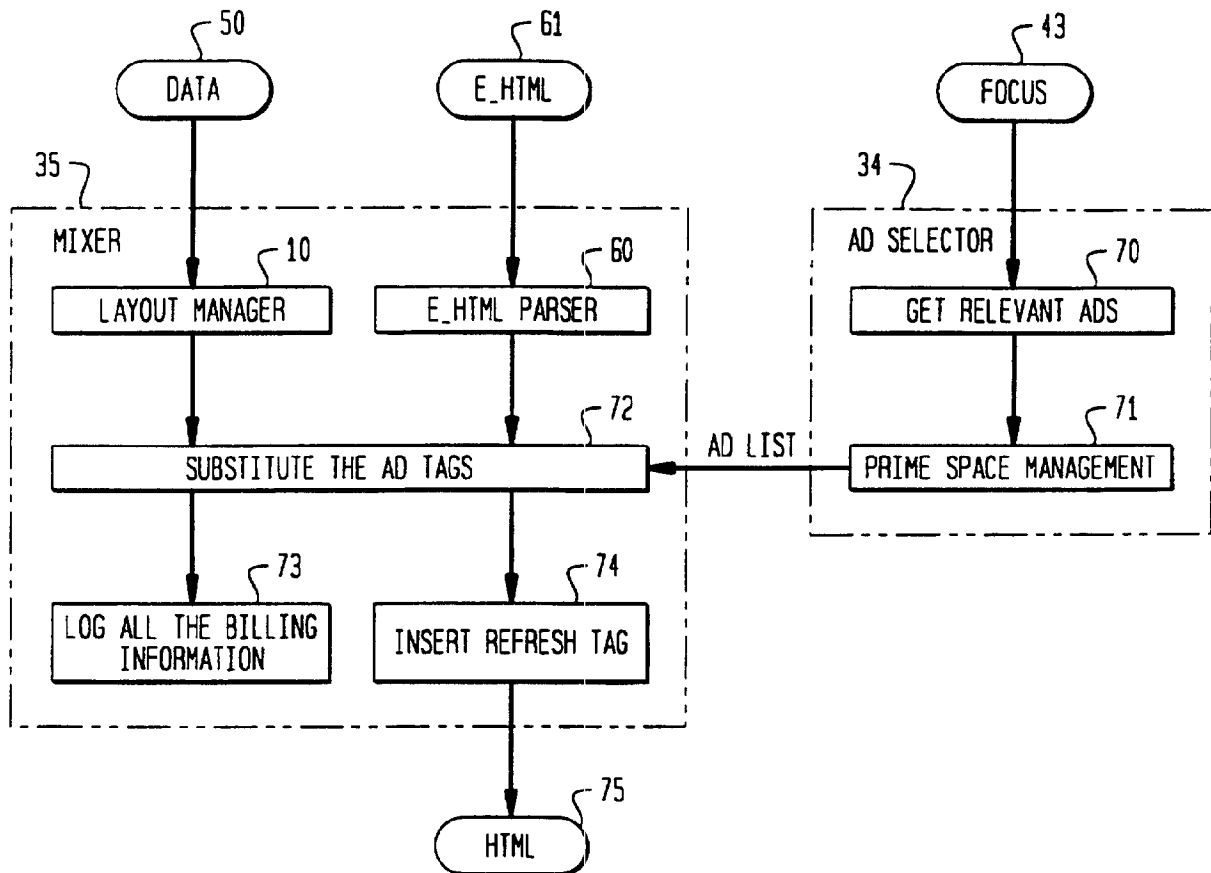 50
61
43
DATA
E_HTML
FOCUS
35
34
MIXER
10
60
AD SELECTOR
70
LAYOUT MANAGER
E_HTML PARSER
GET RELEVANT ADS
72
71
AD LIST
SUBSTITUTE THE AD TAGS
PRIME SPACE MANAGEMENT
73
74
LOG ALL THE BILLING
INFORMATION
INSERT REFRESH TAG
75
HTML